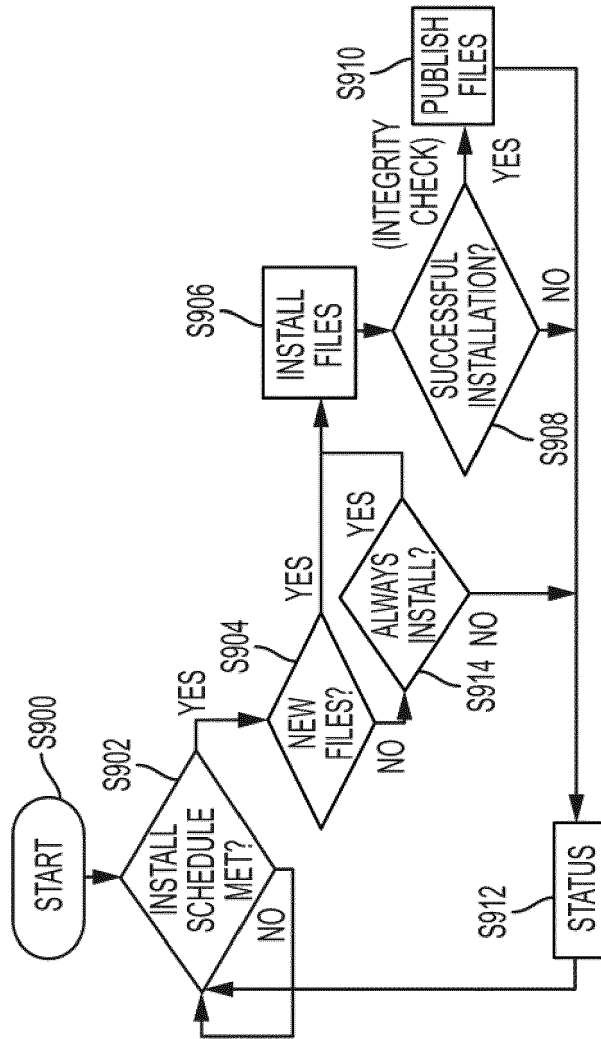 S900
START
S902
INSTALL
SCHEDULE
MET?
YES
NO
S904
NEW
FILES?
YES
NO
S914
ALWAYS
INSTALL?
YES
NO
S906
INSTALL
FILES
S908
SUCCESSFUL
INSTALLATION?
(INTEGRITY
CHECK)
YES
NO
S910
PUBLISH
FILES
S912
STATUS